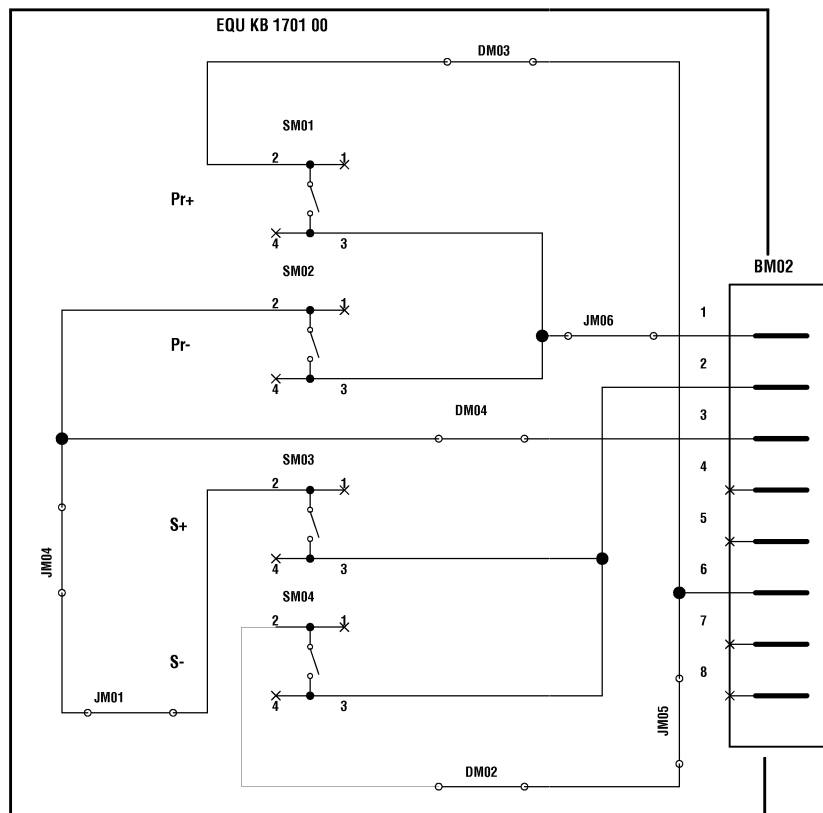 EQU KB 1701 00
DM03
SM01
2 1
Pr+
4 3
SM02
BM02
2 1
1
JM06
Pr-
2
4 3
DM04
3
SM03
4
2 1
S+
5
JM04
4 3
6
SM04
2 1
7
S-
8
JM01
4 3
JM05
DM02